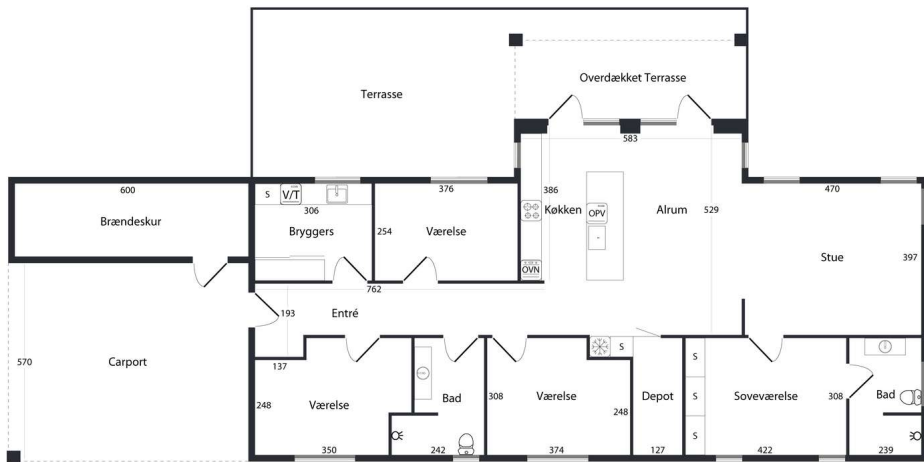 Overdækket Terrasse
Terrasse
583
600
S
V/T
376
386
470
306
Brændeskur
Bryggers
254
Værelse
Køkken
OPV
Alrum
529
Stue
397
OVN
762
193
Entré
570
Carport
137
S
S
248
Værelse
Bad
308
Værelse
248
Depot
S
Soveværelse
308
Bad
S
350
242
374
127
422
239